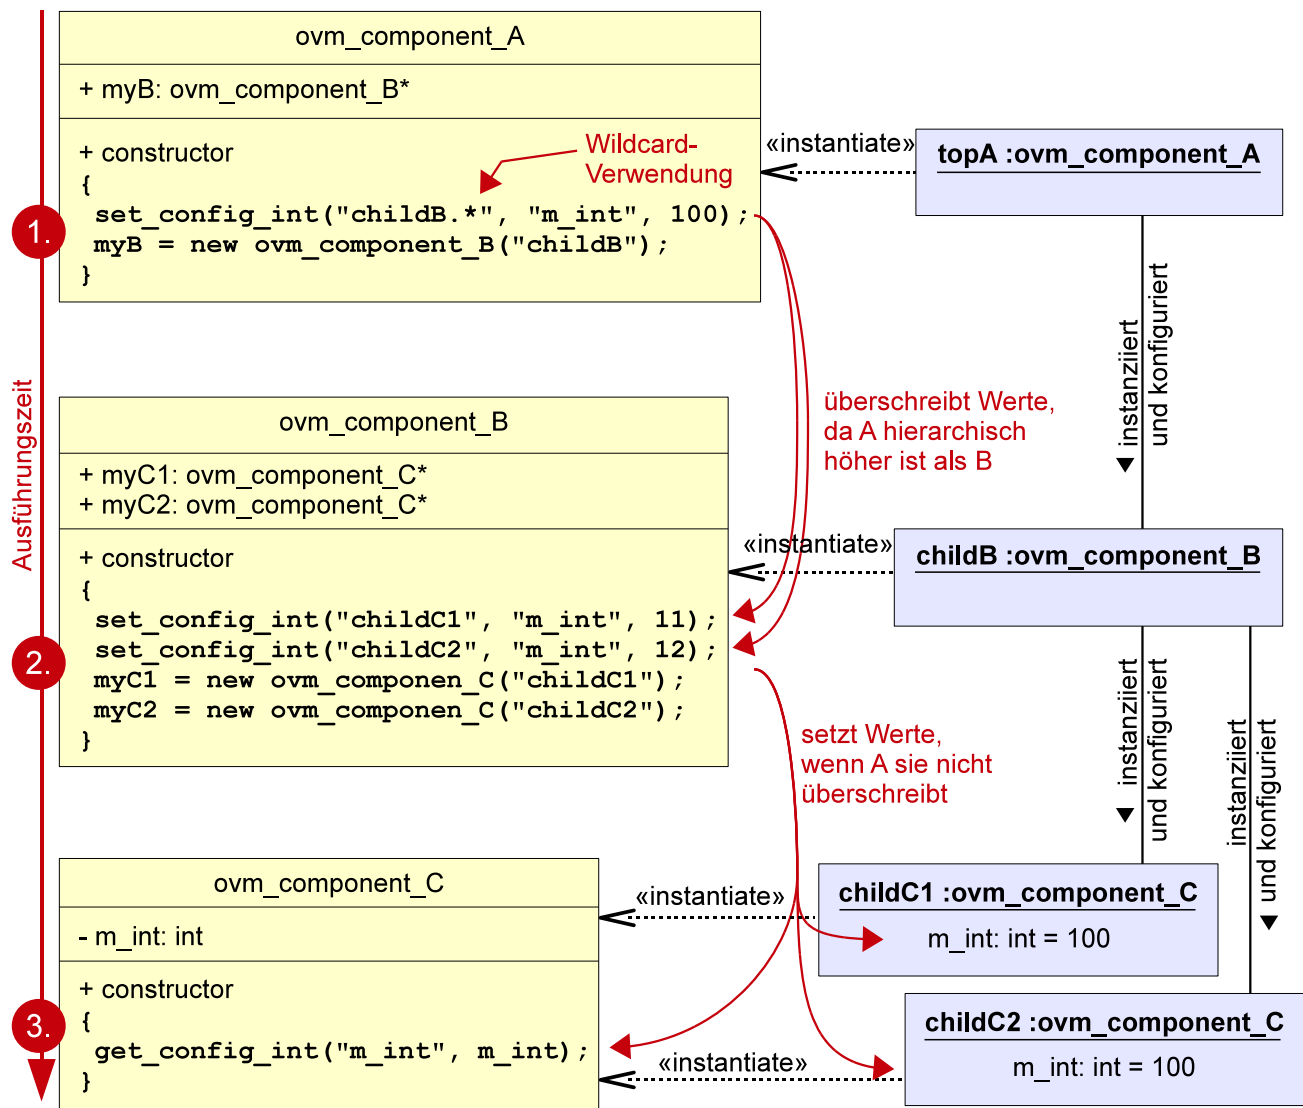 ovm_component_A
+ myB: ovm_component_B*
+ constructor
{
set_config_int("childB.*", "m_int", 100);
myB = new ovm_component_B("childB");
}
Wildcard-
Verwendung
«instantiate»
topA :ovm_component_A
1.
instanziiert
und konfiguriert
Ausführungszeit
überschreibt Werte,
da A hierarchisch
höher ist als B
ovm_component_B
+ myC1: ovm_component_C*
+ myC2: ovm_component_C*
+ constructor
{
set_config_int("childC1", "m_int", 11);
set_config_int("childC2", "m_int", 12);
myC1 = new ovm_componen_C("childC1");
myC2 = new ovm_componen_C("childC2");
}
«instantiate»
childB :ovm_component_B
2.
instanziiert
und konfiguriert
instanziiert
und konfiguriert
setzt Werte,
wenn A sie nicht
überschreibt
ovm_component_C
- m_int: int
+ constructor
{
get_config_int("m_int", m_int);
}
«instantiate»
childC1 :ovm_component_C
m_int: int = 100
3.
«instantiate»
childC2 :ovm_component_C
m_int: int = 100